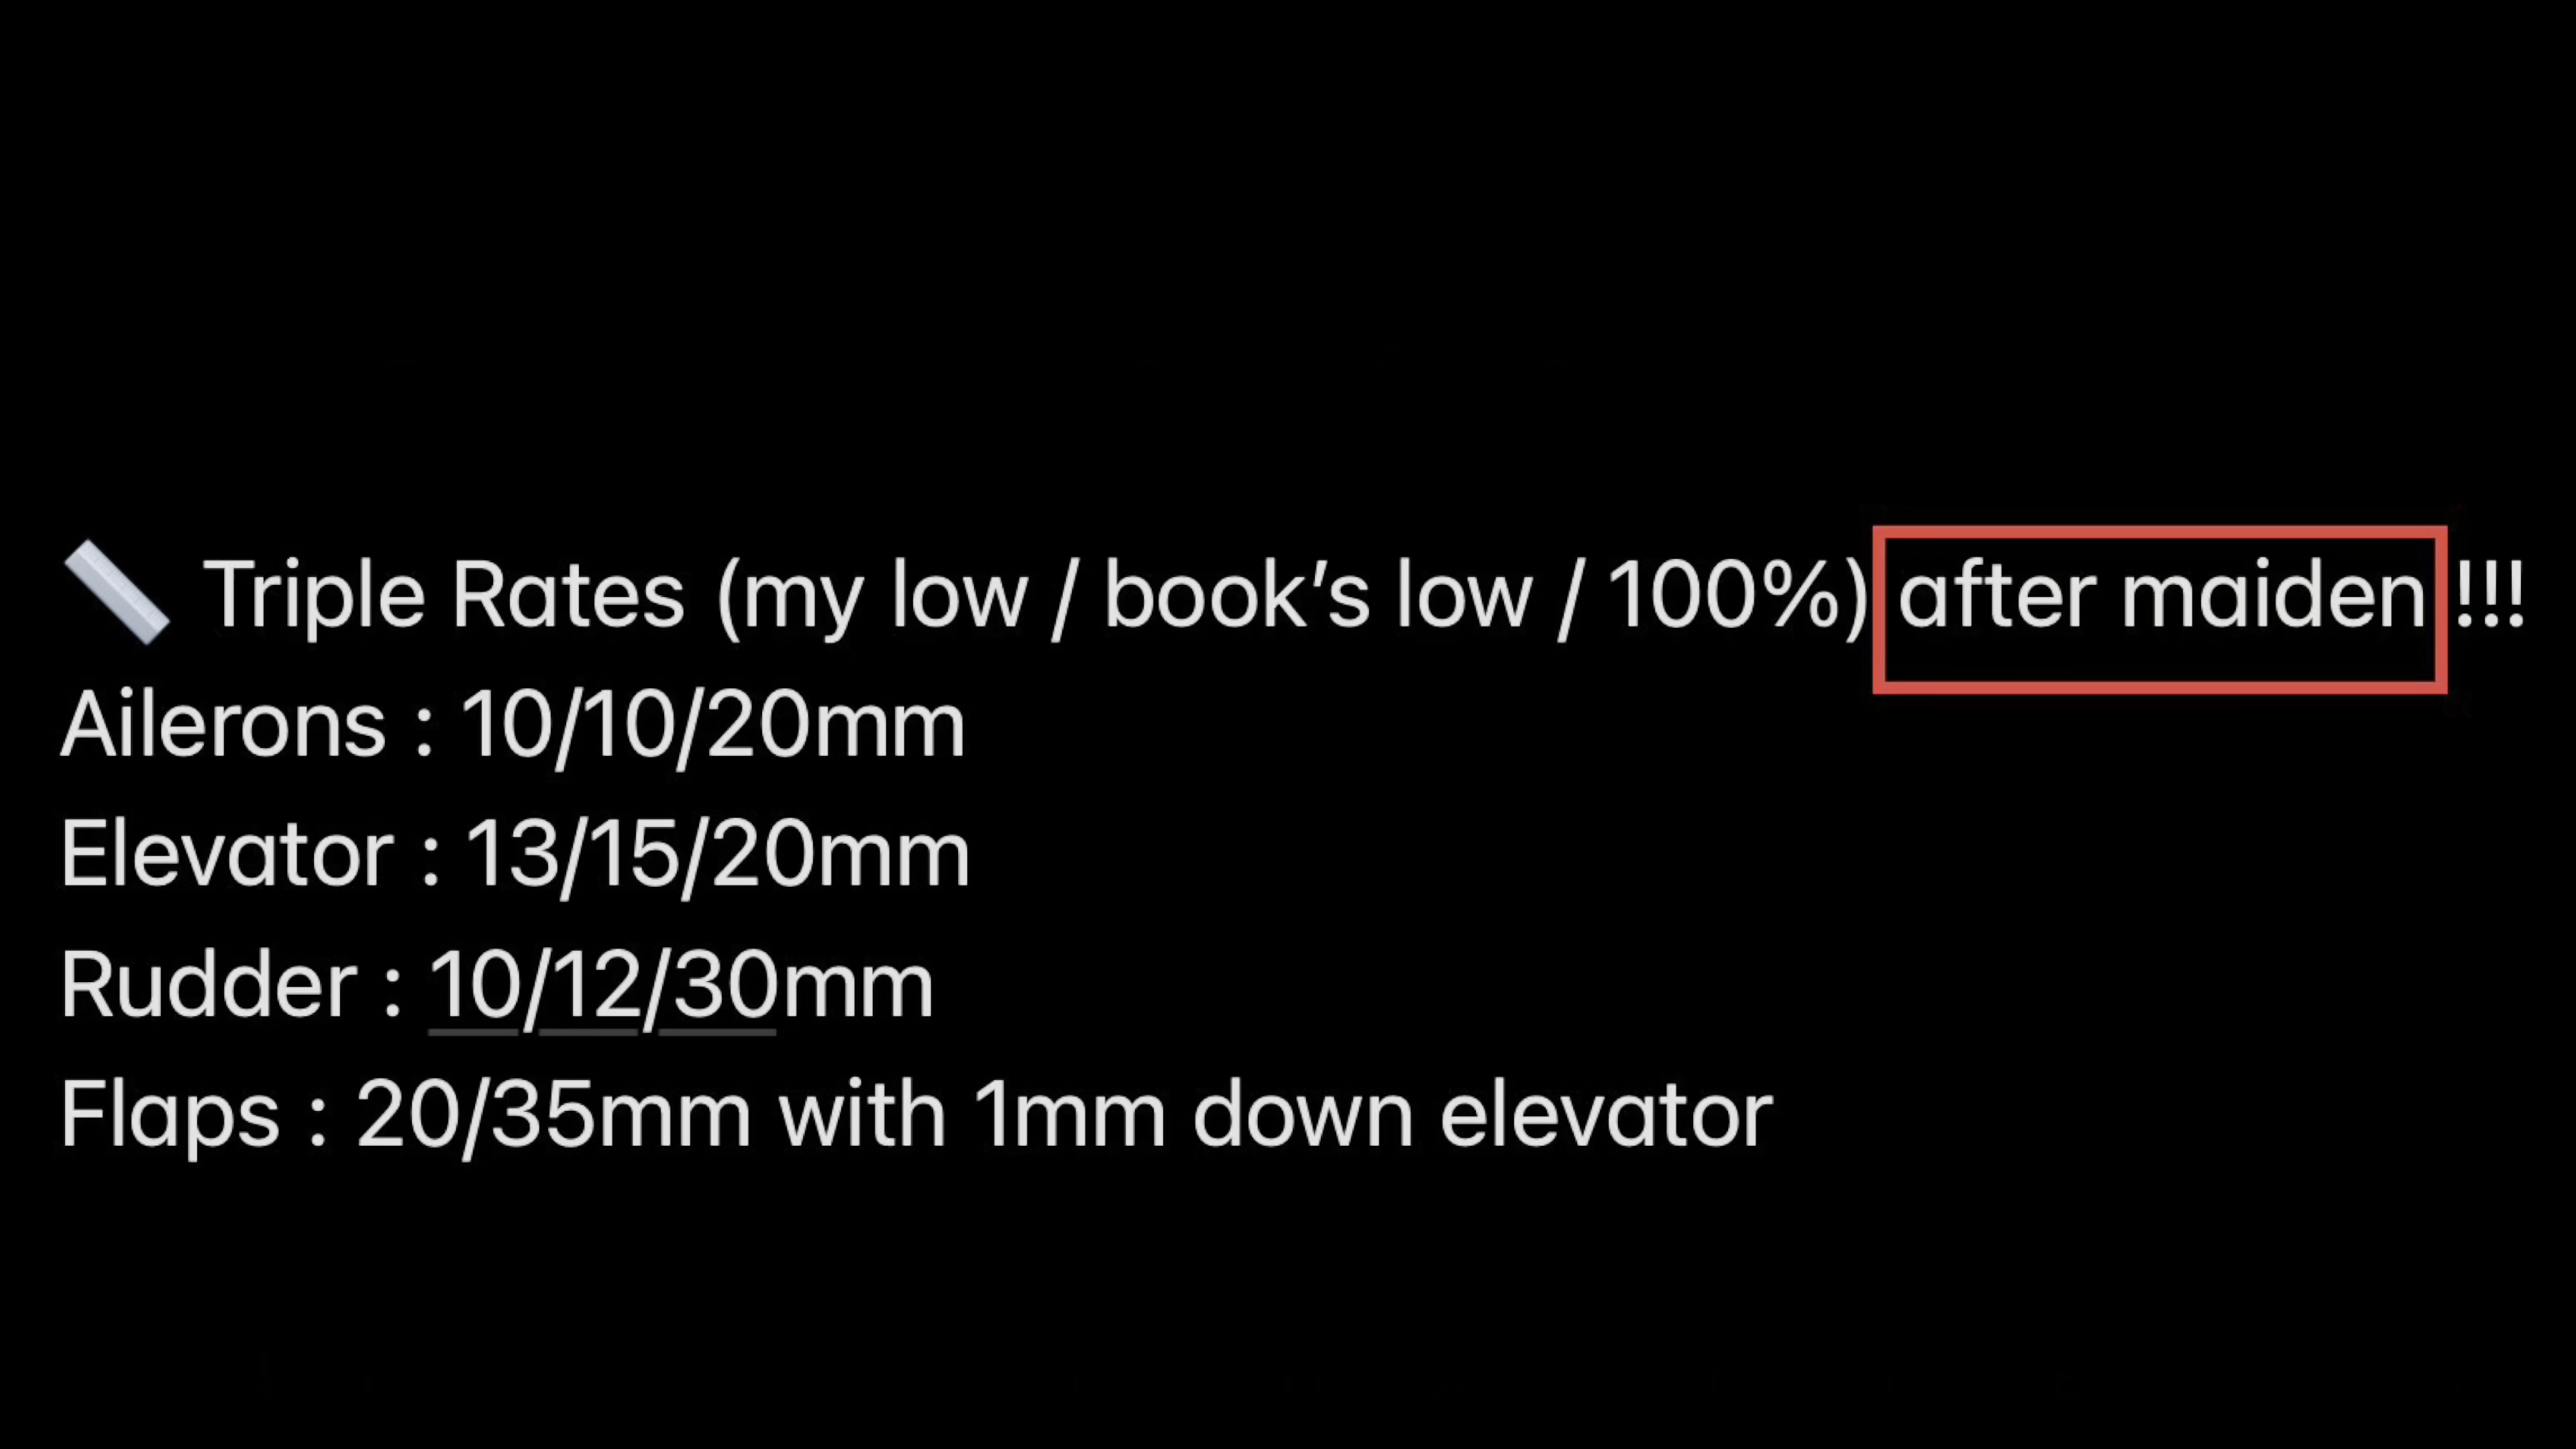 Triple Rates (my low / book’s low / 100%) after maiden !!!
Ailerons : 10/10/20mm
Elevator : 13/15/20mm
Rudder : 10/12/30mm
Flaps : 20/35mm with 1mm down elevator